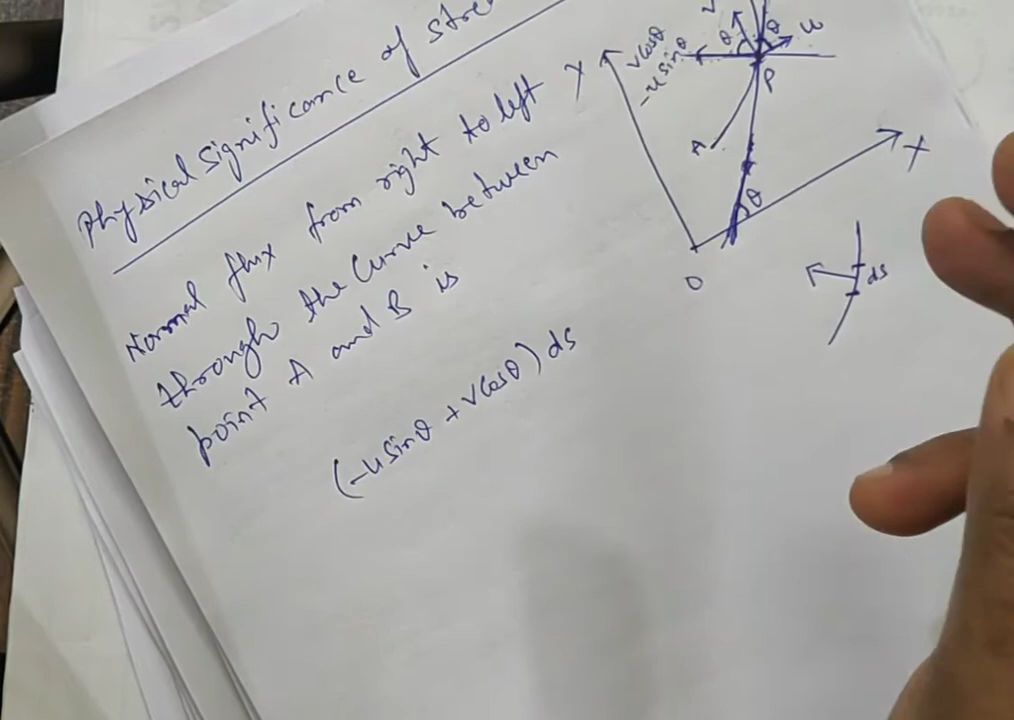 Physical Significance of stre
Normal flux from right to left
through the Curve between
point A and B is
(-u sinθ + v cosθ) ds
Y
v cosθ
-u sinθ
v
θ
θ
u
P
A
θ
X
O
ds